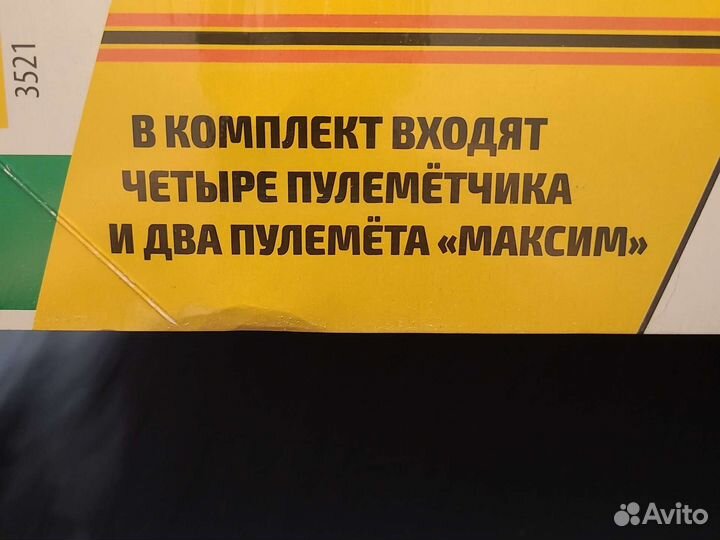 3521
В КОМПЛЕКТ ВХОДЯТ
ЧЕТЫРЕ ПУЛЕМЁТЧИКА
И ДВА ПУЛЕМЁТА «МАКСИМ»
Avito